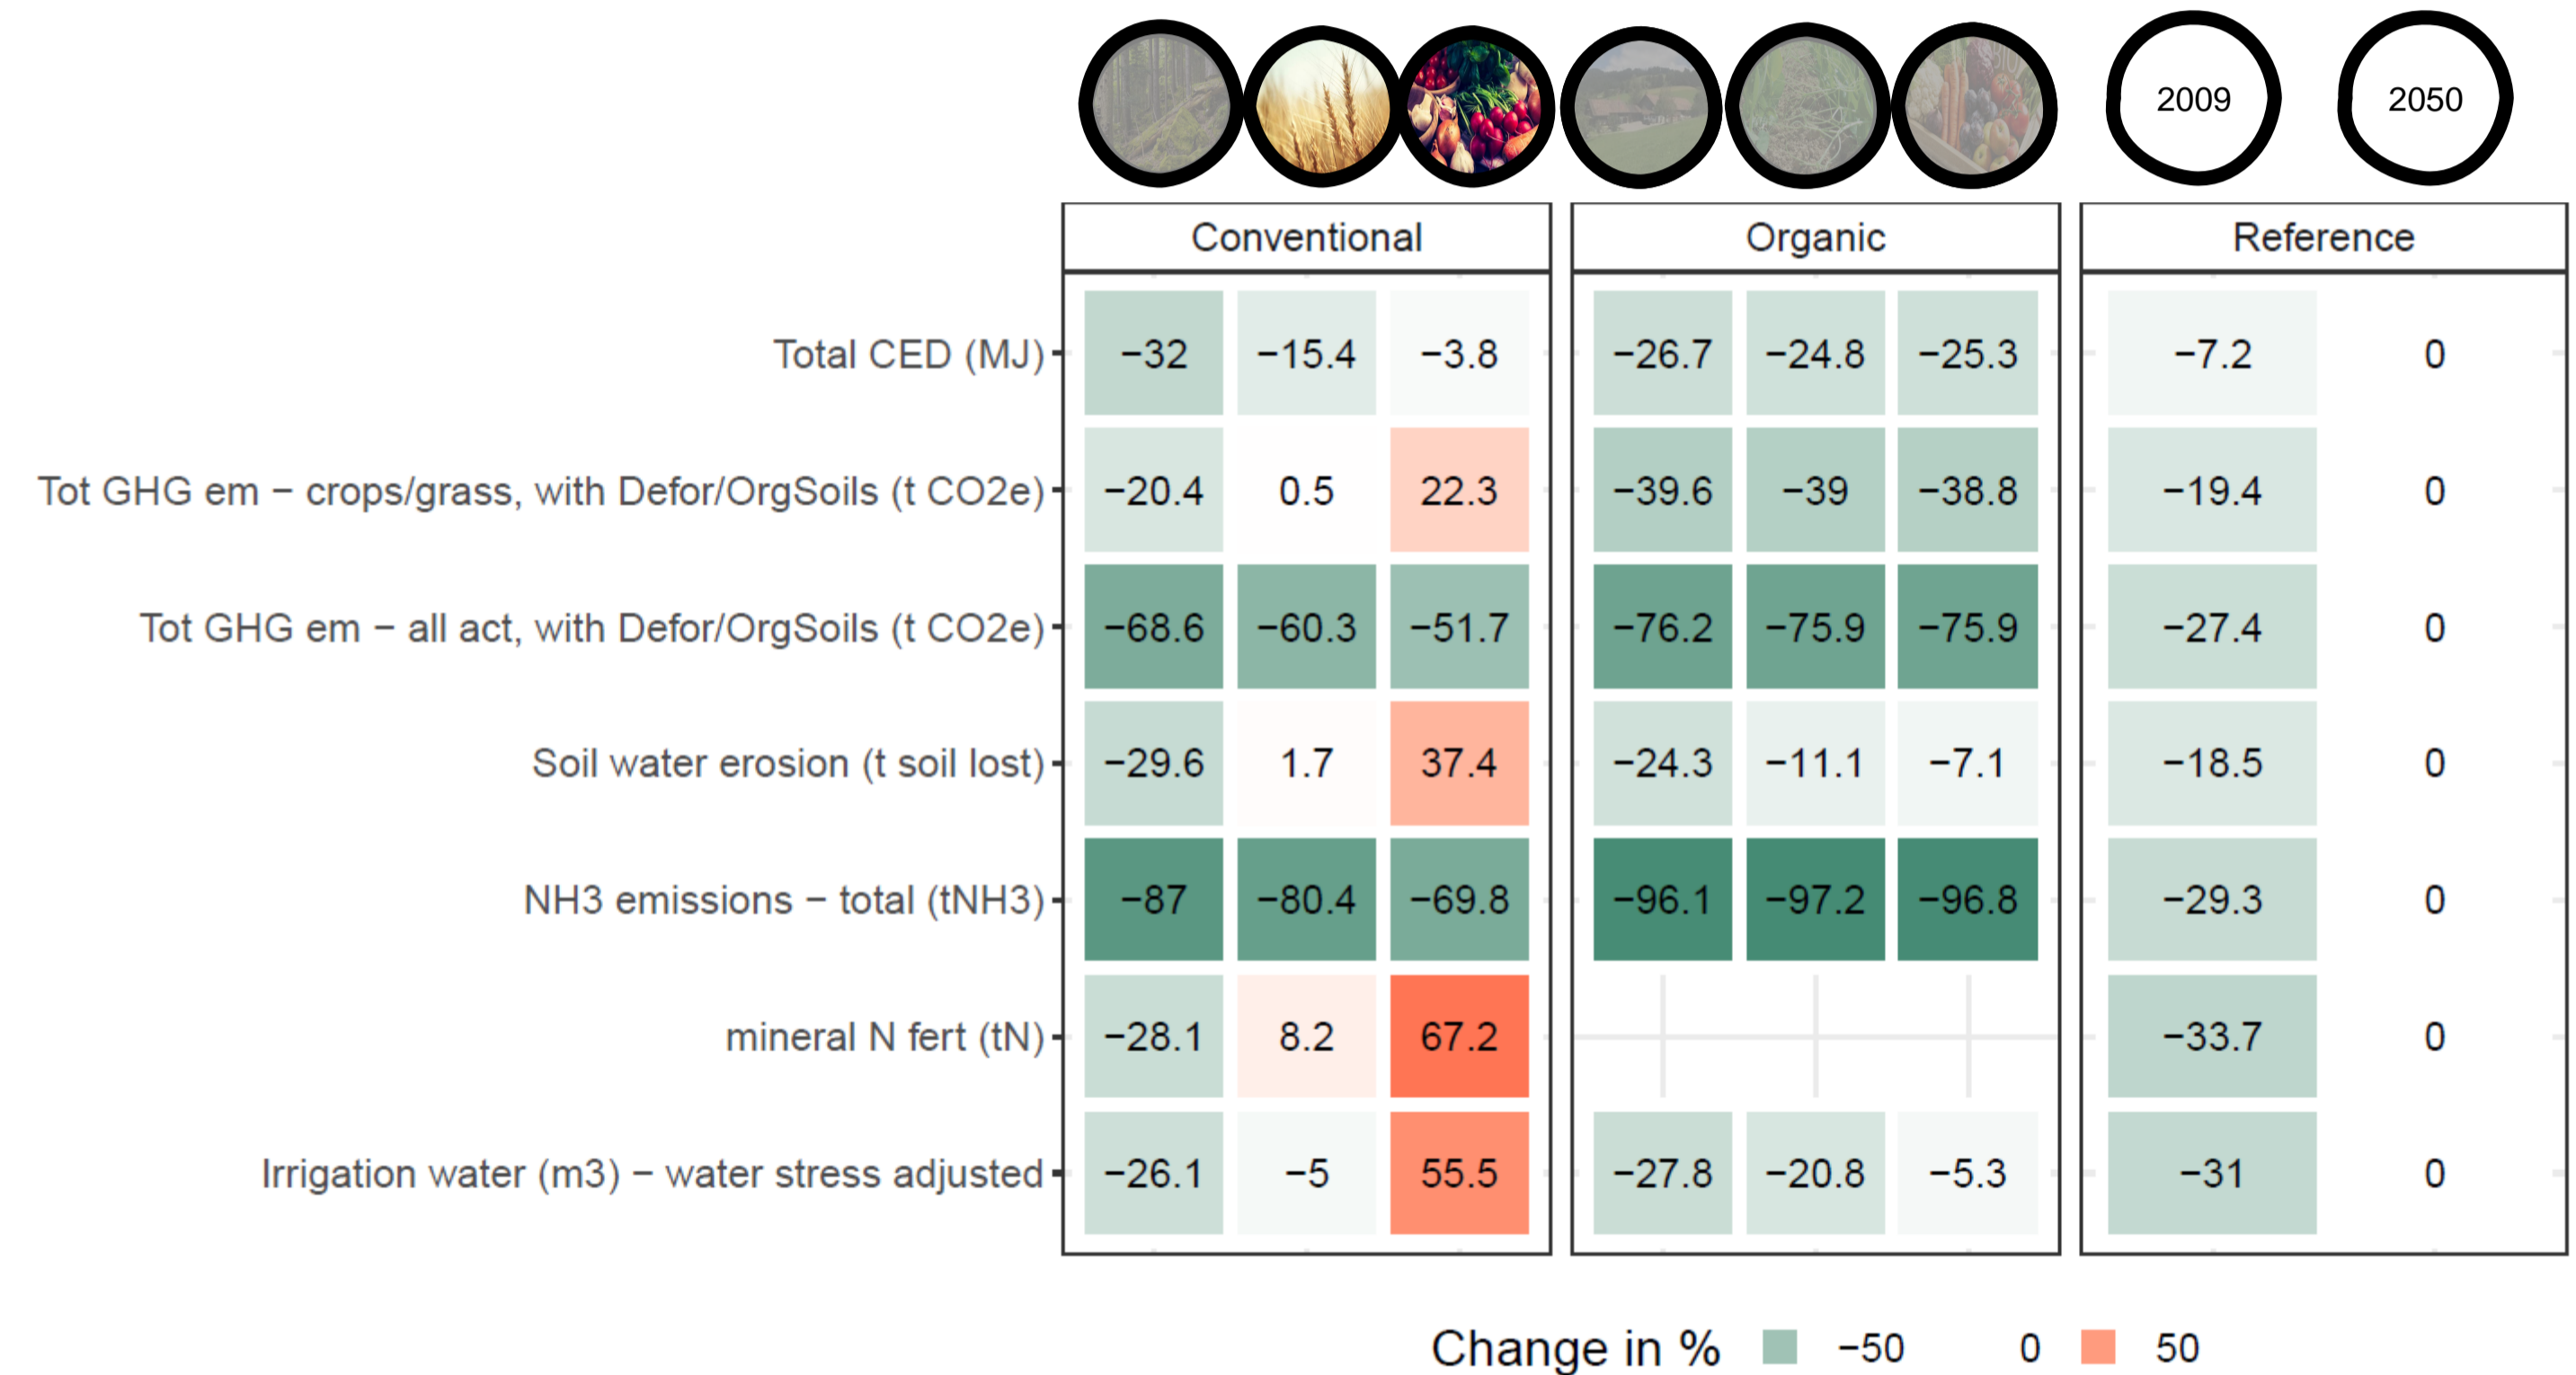 2009 2050
Conventional Organic Reference
Total CED (MJ) −32 −15.4 −3.8 −26.7 −24.8 −25.3 −7.2 0
Tot GHG em − crops/grass, with Defor/OrgSoils (t CO2e) −20.4 0.5 22.3 −39.6 −39 −38.8 −19.4 0
Tot GHG em − all act, with Defor/OrgSoils (t CO2e) −68.6 −60.3 −51.7 −76.2 −75.9 −75.9 −27.4 0
Soil water erosion (t soil lost) −29.6 1.7 37.4 −24.3 −11.1 −7.1 −18.5 0
NH3 emissions − total (tNH3) −87 −80.4 −69.8 −96.1 −97.2 −96.8 −29.3 0
mineral N fert (tN) −28.1 8.2 67.2 −33.7 0
Irrigation water (m3) − water stress adjusted −26.1 −5 55.5 −27.8 −20.8 −5.3 −31 0
Change in % −50 0 50